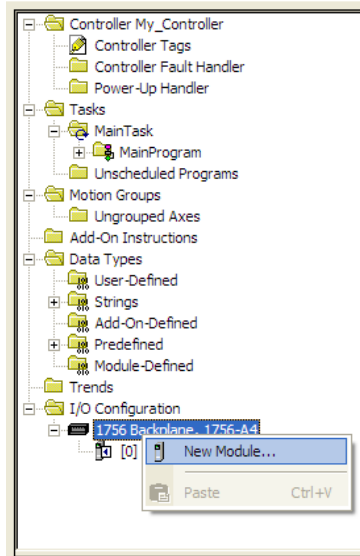 Controller My_Controller
Controller Tags
Controller Fault Handler
Power-Up Handler
Tasks
MainTask
MainProgram
Unscheduled Programs
Motion Groups
Ungrouped Axes
Add-On Instructions
Data Types
User-Defined
Strings
Add-On-Defined
Predefined
Module-Defined
Trends
I/O Configuration
1756 Backplane, 1756-A4
[0]
New Module...
Paste Ctrl+V